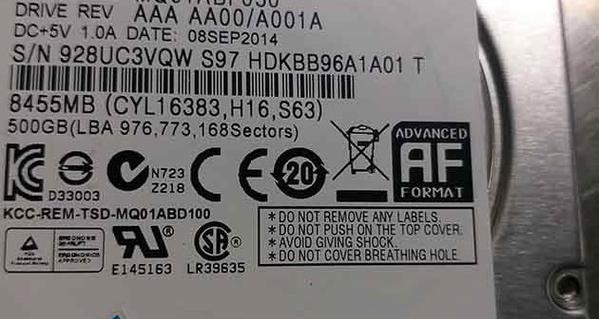 DRIVE REV AAA AA00/A001A
DC+5V 1.0A DATE: 08SEP2014
S/N 928UC3VQW S97 HDKBB96A1A01 T
8455MB (CYL16383,H16,S63)
500GB(LBA 976,773,168Sectors)
D33003
N723
Z218
CE
20
ADVANCED
AF
FORMAT
KCC-REM-TSD-MQ01ABD100
E145163
LR39635
* DO NOT REMOVE ANY LABELS.
* DO NOT PUSH ON THE TOP COVER.
* AVOID GIVING SHOCK.
* DO NOT COVER BREATHING HOLE.